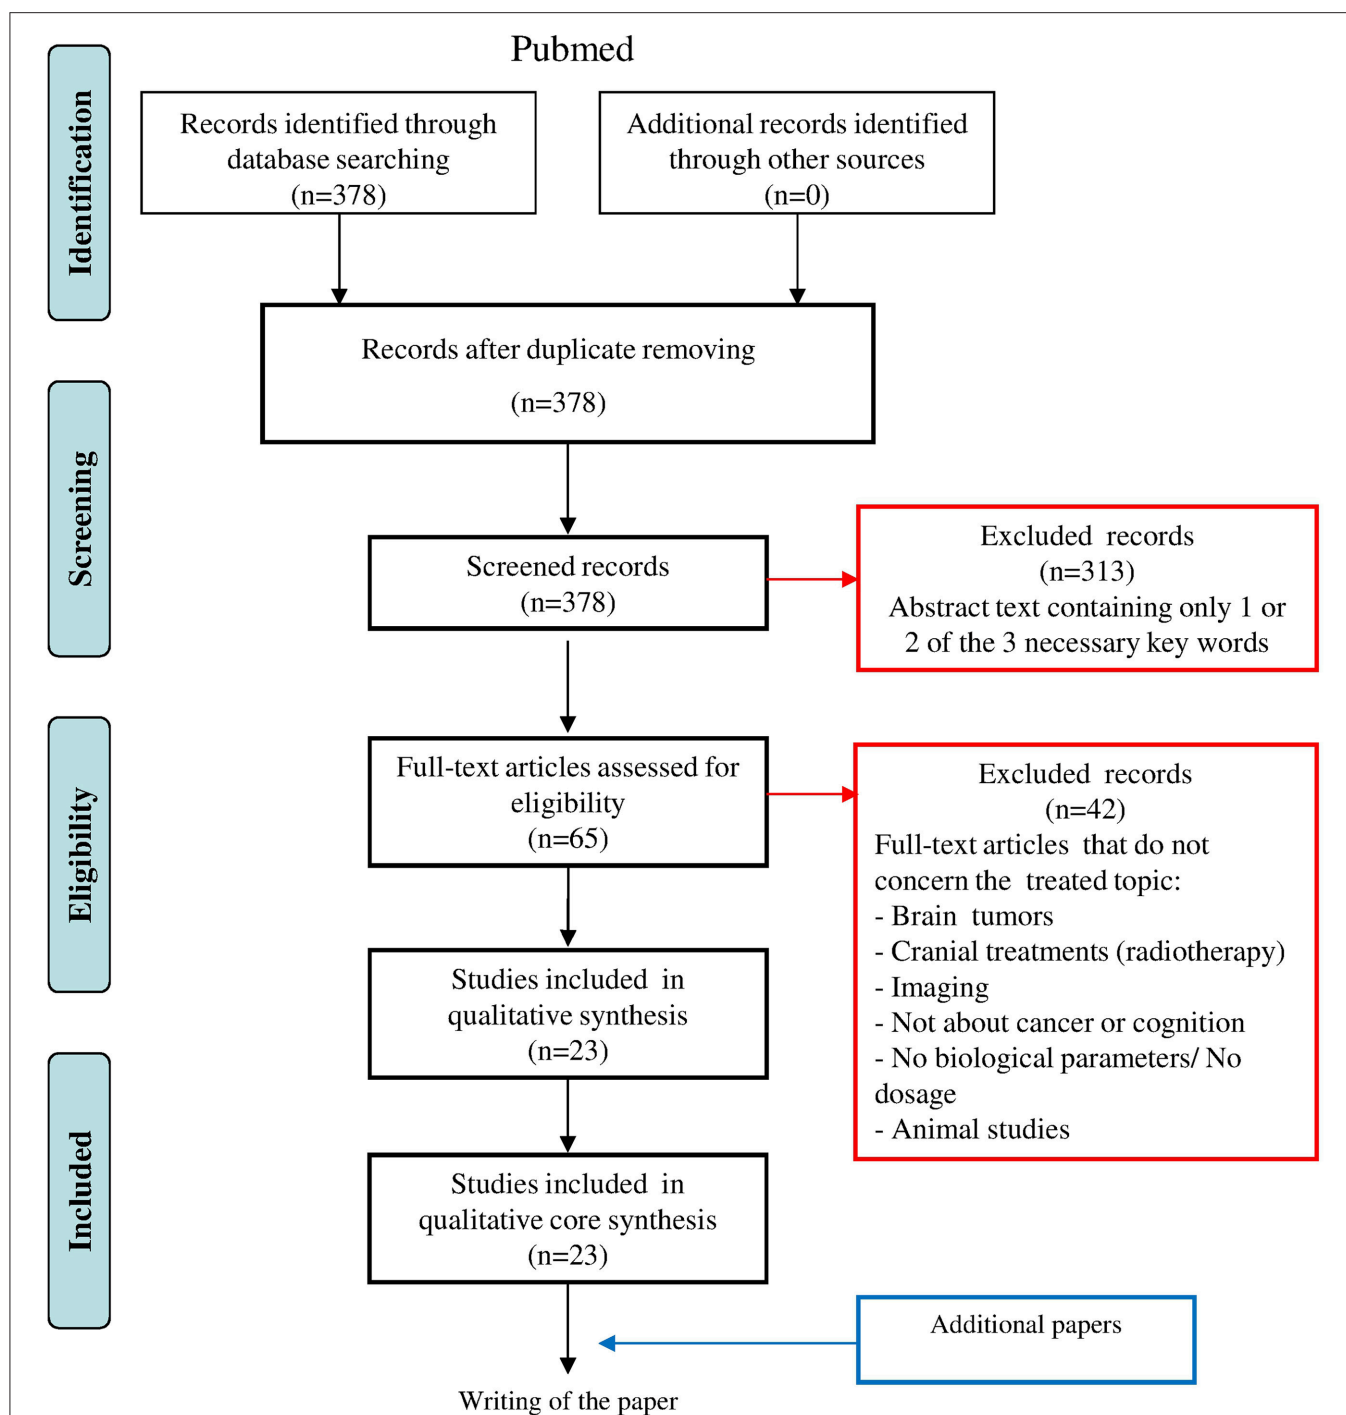 Pubmed
Identification
Records identified through
database searching
(n=378)
Additional records identified
through other sources
(n=0)
Records after duplicate removing
(n=378)
Screening
Screened records
(n=378)
Excluded records
(n=313)
Abstract text containing only 1 or
2 of the 3 necessary key words
Eligibility
Full-text articles assessed for
eligibility
(n=65)
Excluded records
(n=42)
Full-text articles that do not
concern the treated topic:
- Brain tumors
- Cranial treatments (radiotherapy)
- Imaging
- Not about cancer or cognition
- No biological parameters/ No
dosage
- Animal studies
Studies included in
qualitative synthesis
(n=23)
Included
Studies included in
qualitative core synthesis
(n=23)
Additional papers
Writing of the paper